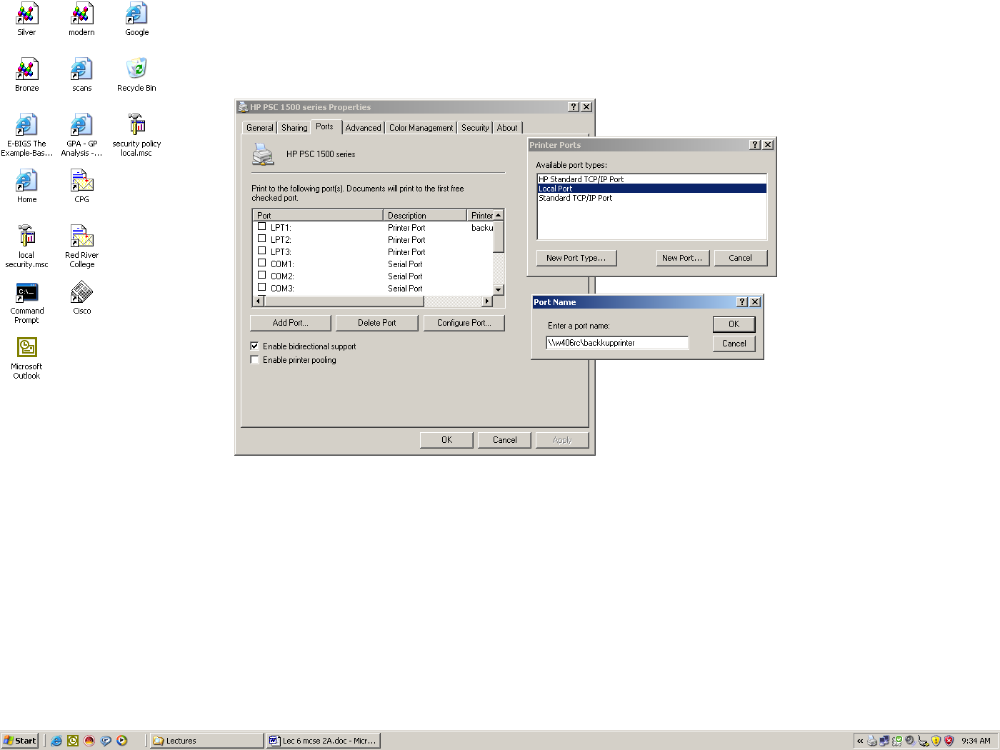 Silver
modern
Google
Bronze
scans
Recycle Bin
E-BIGS The
Example-Bas...
GPA - GP
Analysis -...
security policy
local.msc
Home
CPG
local
security.msc
Red River
College
C:\_
Command
Prompt
Cisco
Microsoft
Outlook
HP PSC 1500 series Properties
General
Sharing
Ports
Advanced
Color Management
Security
About
HP PSC 1500 series
Print to the following port(s). Documents will print to the first free
checked port.
Port
Description
Printer
LPT1:
Printer Port
backu
LPT2:
Printer Port
LPT3:
Printer Port
COM1:
Serial Port
COM2:
Serial Port
COM3:
Serial Port
Add Port...
Delete Port
Configure Port...
Enable bidirectional support
Enable printer pooling
OK
Cancel
Apply
Printer Ports
Available port types:
HP Standard TCP/IP Port
Local Port
Standard TCP/IP Port
New Port Type...
New Port...
Cancel
Port Name
Enter a port name:
\\w406rc\backkupprinter
OK
Cancel
Start
Lectures
Lec 6 mcse 2A.doc - Micr...
9:34 AM